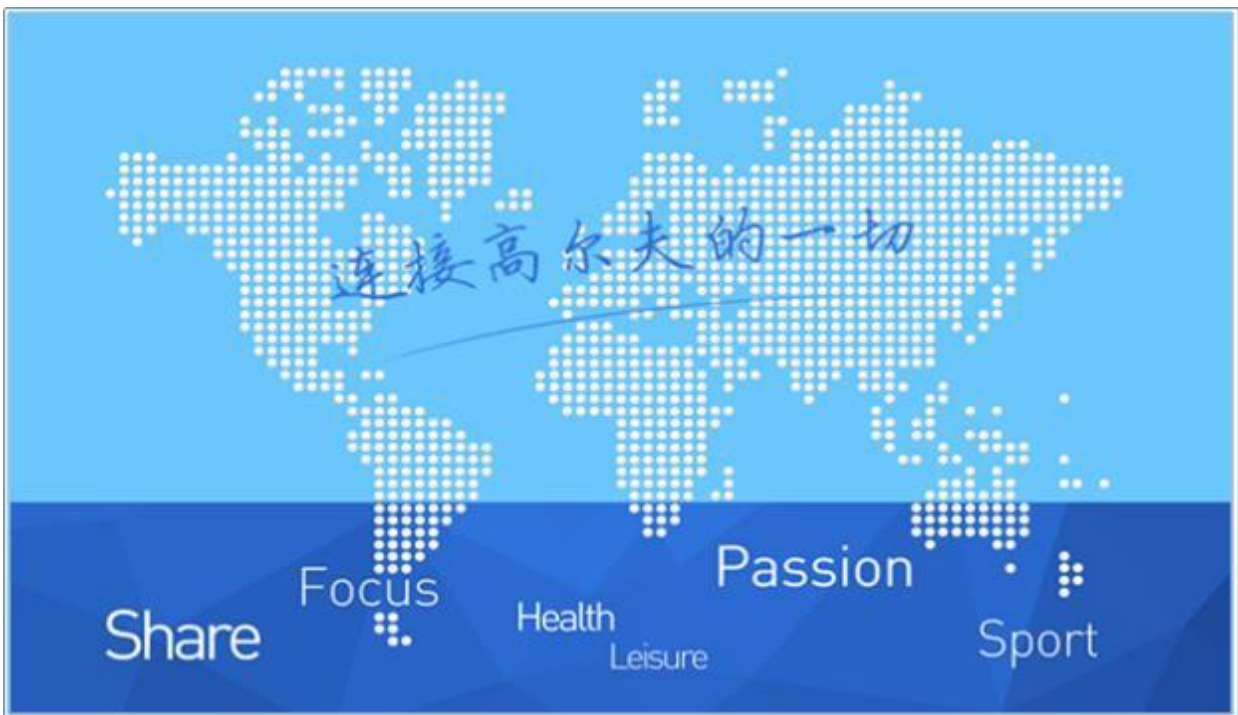 连接高尔夫的一切
Passion
Focus
Share
Health
Leisure
Sport